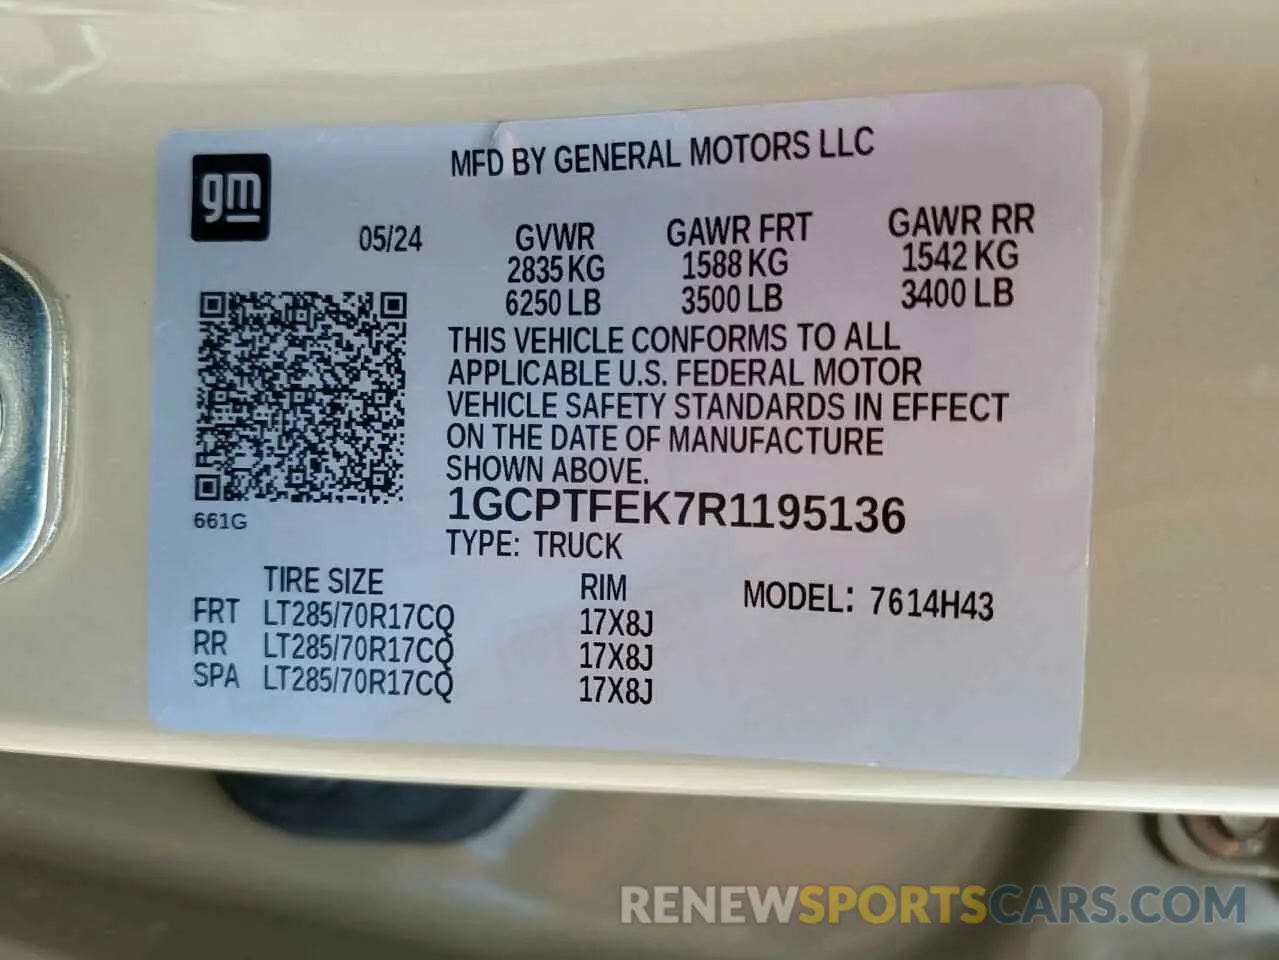 MFD BY GENERAL MOTORS LLC
gm
05/24
GVWR GAWR FRT GAWR RR
2835 KG 1588 KG 1542 KG
6250 LB 3500 LB 3400 LB
THIS VEHICLE CONFORMS TO ALL
APPLICABLE U.S. FEDERAL MOTOR
VEHICLE SAFETY STANDARDS IN EFFECT
ON THE DATE OF MANUFACTURE
SHOWN ABOVE.
1GCPTFEK7R1195136
661G
TYPE: TRUCK
TIRE SIZE RIM MODEL: 7614H43
FRT LT285/70R17CQ 17X8J
RR LT285/70R17CQ 17X8J
SPA LT285/70R17CQ 17X8J
RENEWSPORTSCARS.COM